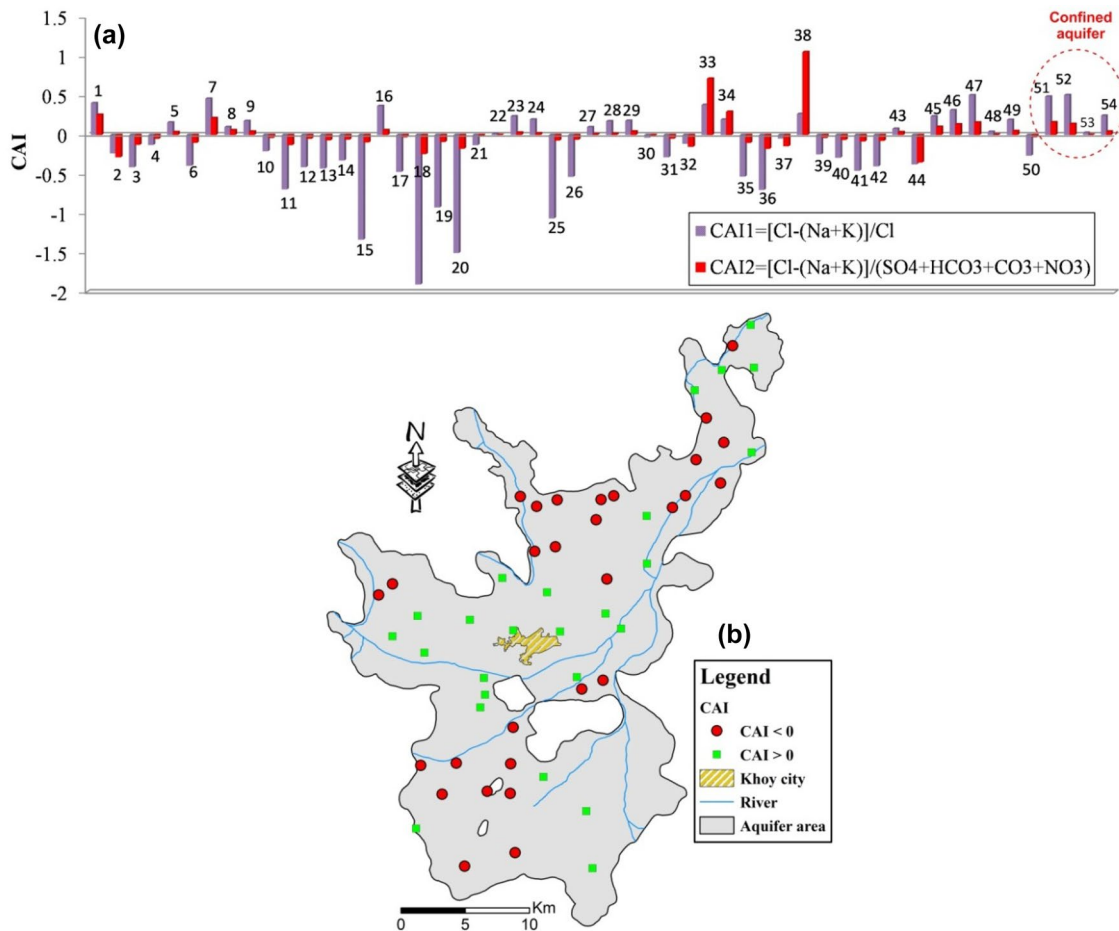 (a)
Confined
aquifer
CAI
1.5
1
0.5
0
-0.5
-1
-1.5
-2
1 2 3 4 5 6 7 8 9 10 11 12 13 14 15 16 17 18 19 20 21 22 23 24 25 26 27 28 29 30 31 32 33 34 35 36 37 38 39 40 41 42 43 44 45 46 47 48 49 50 51 52 53 54
CAI1=[Cl-(Na+K)]/Cl
CAI2=[Cl-(Na+K)]/(SO4+HCO3+CO3+NO3)
N
(b)
Legend
CAI
CAI < 0
CAI > 0
Khoy city
River
Aquifer area
Km
0 5 10